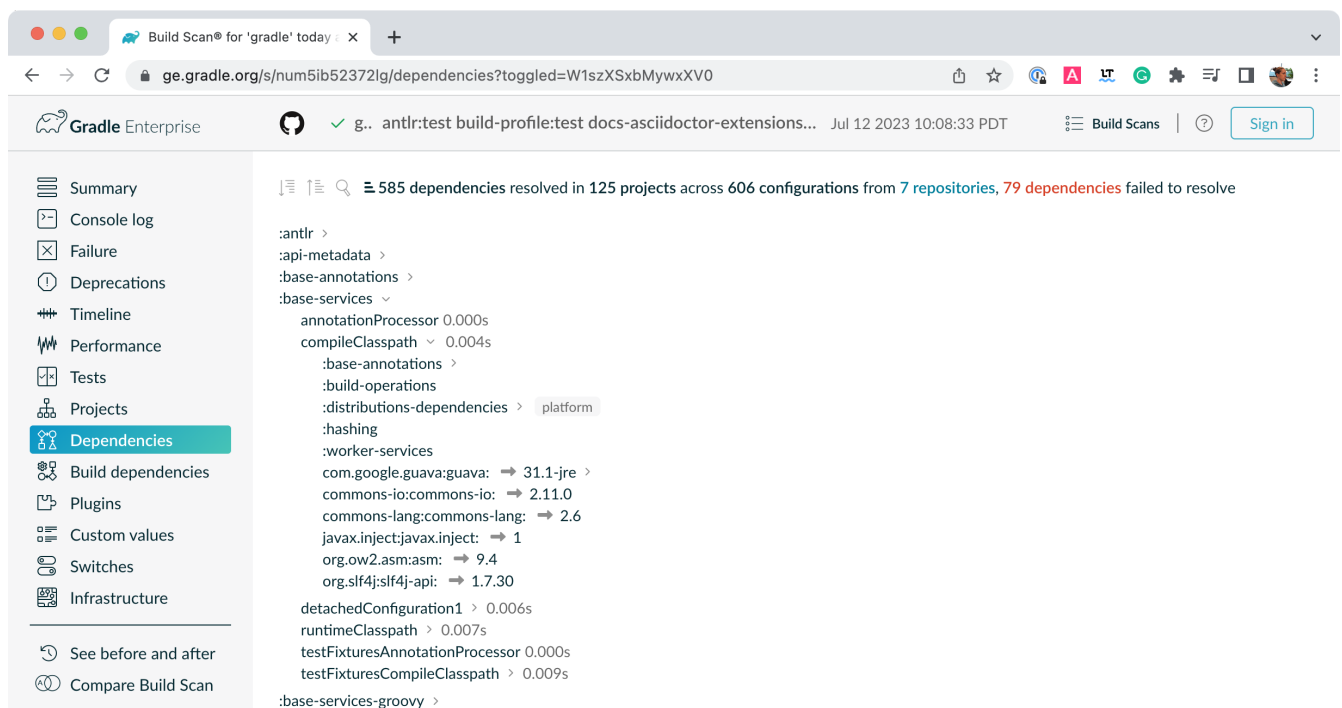 Build Scan® for 'gradle' today
ge.gradle.org/s/num5ib52372lg/dependencies?toggled=W1szXSxbMywxXV0
Gradle Enterprise
g.. antlr:test build-profile:test docs-asciidoctor-extensions... Jul 12 2023 10:08:33 PDT
Build Scans
Sign in
Summary
Console log
Failure
Deprecations
Timeline
Performance
Tests
Projects
Dependencies
Build dependencies
Plugins
Custom values
Switches
Infrastructure
See before and after
Compare Build Scan
585 dependencies resolved in 125 projects across 606 configurations from 7 repositories, 79 dependencies failed to resolve
:antlr
:api-metadata
:base-annotations
:base-services
annotationProcessor 0.000s
compileClasspath 0.004s
:base-annotations
:build-operations
:distributions-dependencies platform
:hashing
:worker-services
com.google.guava:guava: → 31.1-jre
commons-io:commons-io: → 2.11.0
commons-lang:commons-lang: → 2.6
javax.inject:javax.inject: → 1
org.ow2.asm:asm: → 9.4
org.slf4j:slf4j-api: → 1.7.30
detachedConfiguration1 0.006s
runtimeClasspath 0.007s
testFixturesAnnotationProcessor 0.000s
testFixturesCompileClasspath 0.009s
:base-services-groovy